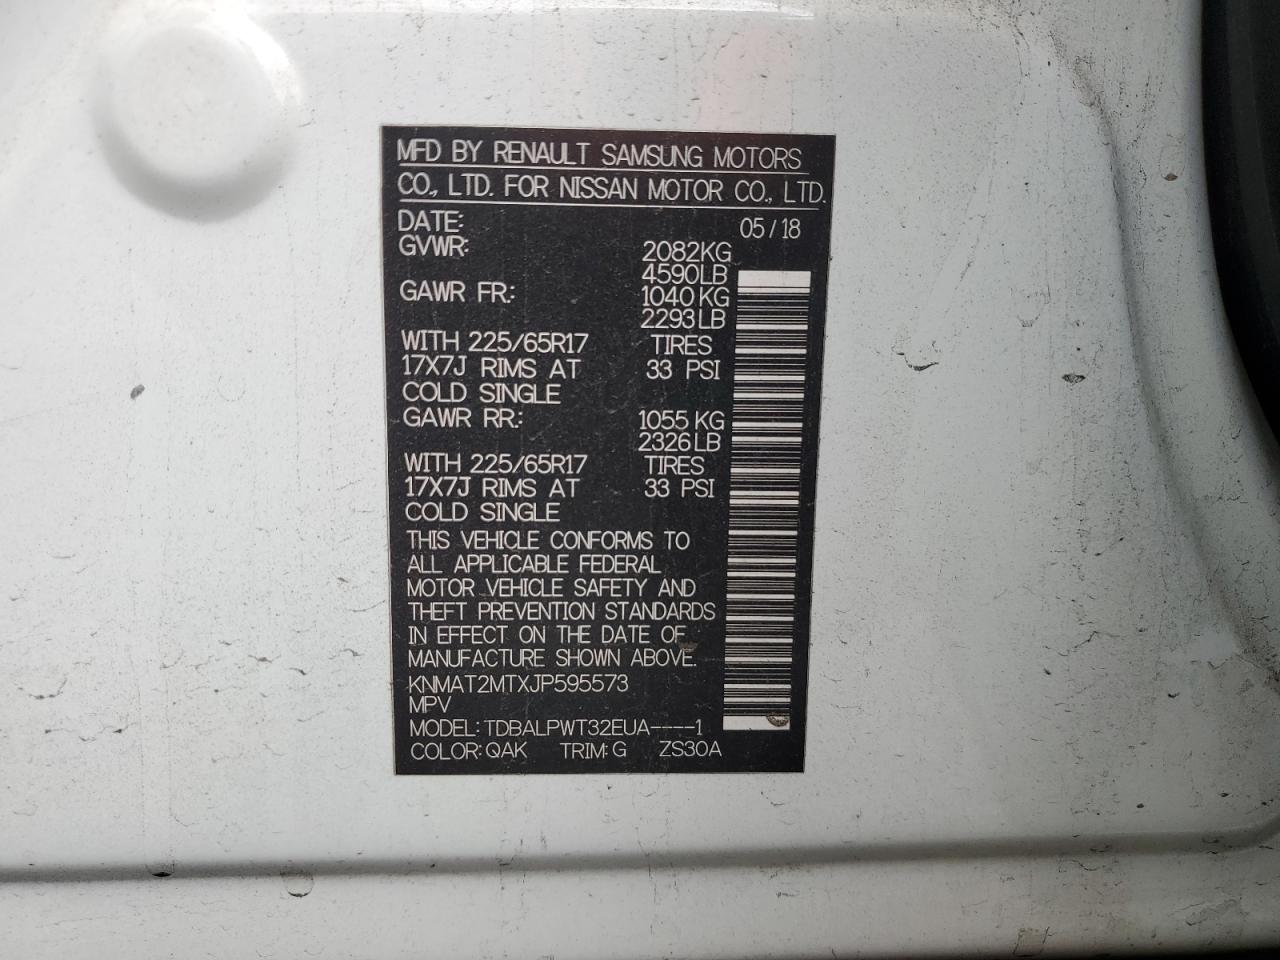 MFD BY RENAULT SAMSUNG MOTORS
CO., LTD. FOR NISSAN MOTOR CO., LTD.
DATE: 05/18
GVWR: 2082KG
4590LB
GAWR FR.: 1040KG
2293LB
WITH 225/65R17 TIRES
17X7J RIMS AT 33 PSI
COLD SINGLE
GAWR RR.: 1055KG
2326LB
WITH 225/65R17 TIRES
17X7J RIMS AT 33 PSI
COLD SINGLE
THIS VEHICLE CONFORMS TO
ALL APPLICABLE FEDERAL
MOTOR VEHICLE SAFETY AND
THEFT PREVENTION STANDARDS
IN EFFECT ON THE DATE OF
MANUFACTURE SHOWN ABOVE.
KNMAT2MTXJP595573
MPV
MODEL: TDBALPWT32EUA----1
COLOR: QAK TRIM: G ZS30A